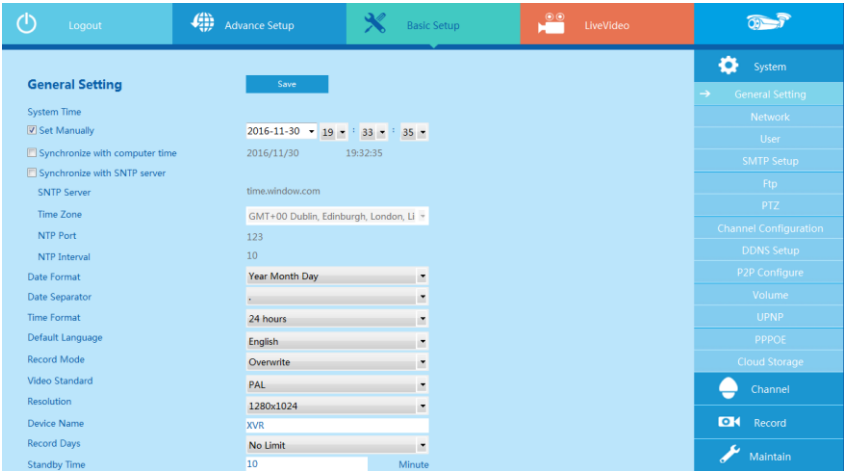 Logout
Advance Setup
Basic Setup
LiveVideo
General Setting
Save
System Time
Set Manually 2016-11-30 19 : 33 : 35
Synchronize with computer time 2016/11/30 19:32:35
Synchronize with SNTP server
SNTP Server time.window.com
Time Zone GMT+00 Dublin, Edinburgh, London, Li
NTP Port 123
NTP Interval 10
Date Format Year Month Day
Date Separator ,
Time Format 24 hours
Default Language English
Record Mode Overwrite
Video Standard PAL
Resolution 1280x1024
Device Name XVR
Record Days No Limit
Standby Time 10 Minute
System
General Setting
Network
User
SMTP Setup
Ftp
PTZ
Channel Configuration
DDNS Setup
P2P Configure
Volume
UPNP
PPPOE
Cloud Storage
Channel
Record
Maintain